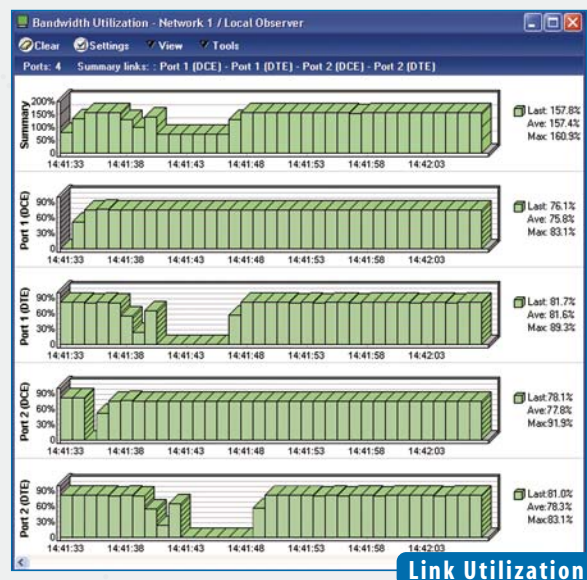 Bandwidth Utilization - Network 1 / Local Observer
Clear Settings View Tools
Ports: 4 Summary links: : Port 1 (DCE) - Port 1 (DTE) - Port 2 (DCE) - Port 2 (DTE)
Summary
200%
150%
100%
50%
0
14:41:33 14:41:38 14:41:43 14:41:48 14:41:53 14:41:58 14:42:03
Last: 157.8%
Ave: 157.4%
Max: 160.9%
Port 1 (DCE)
90%
60%
30%
0
14:41:33 14:41:38 14:41:43 14:41:48 14:41:53 14:41:58 14:42:03
Last: 76.1%
Ave: 75.8%
Max: 83.1%
Port 1 (DTE)
90%
60%
30%
0
14:41:33 14:41:38 14:41:43 14:41:48 14:41:53 14:41:58 14:42:03
Last: 81.7%
Ave: 81.6%
Max: 89.3%
Port 2 (DCE)
90%
60%
30%
0
14:41:33 14:41:38 14:41:43 14:41:48 14:41:53 14:41:58 14:42:03
Last:78.1%
Ave:77.8%
Max:91.9%
Port 2 (DTE)
90%
60%
30%
0
14:41:33 14:41:38 14:41:43 14:41:48 14:41:53 14:41:58 14:42:03
Last:81.0%
Ave:78.3%
Max:83.1%
Link Utilization